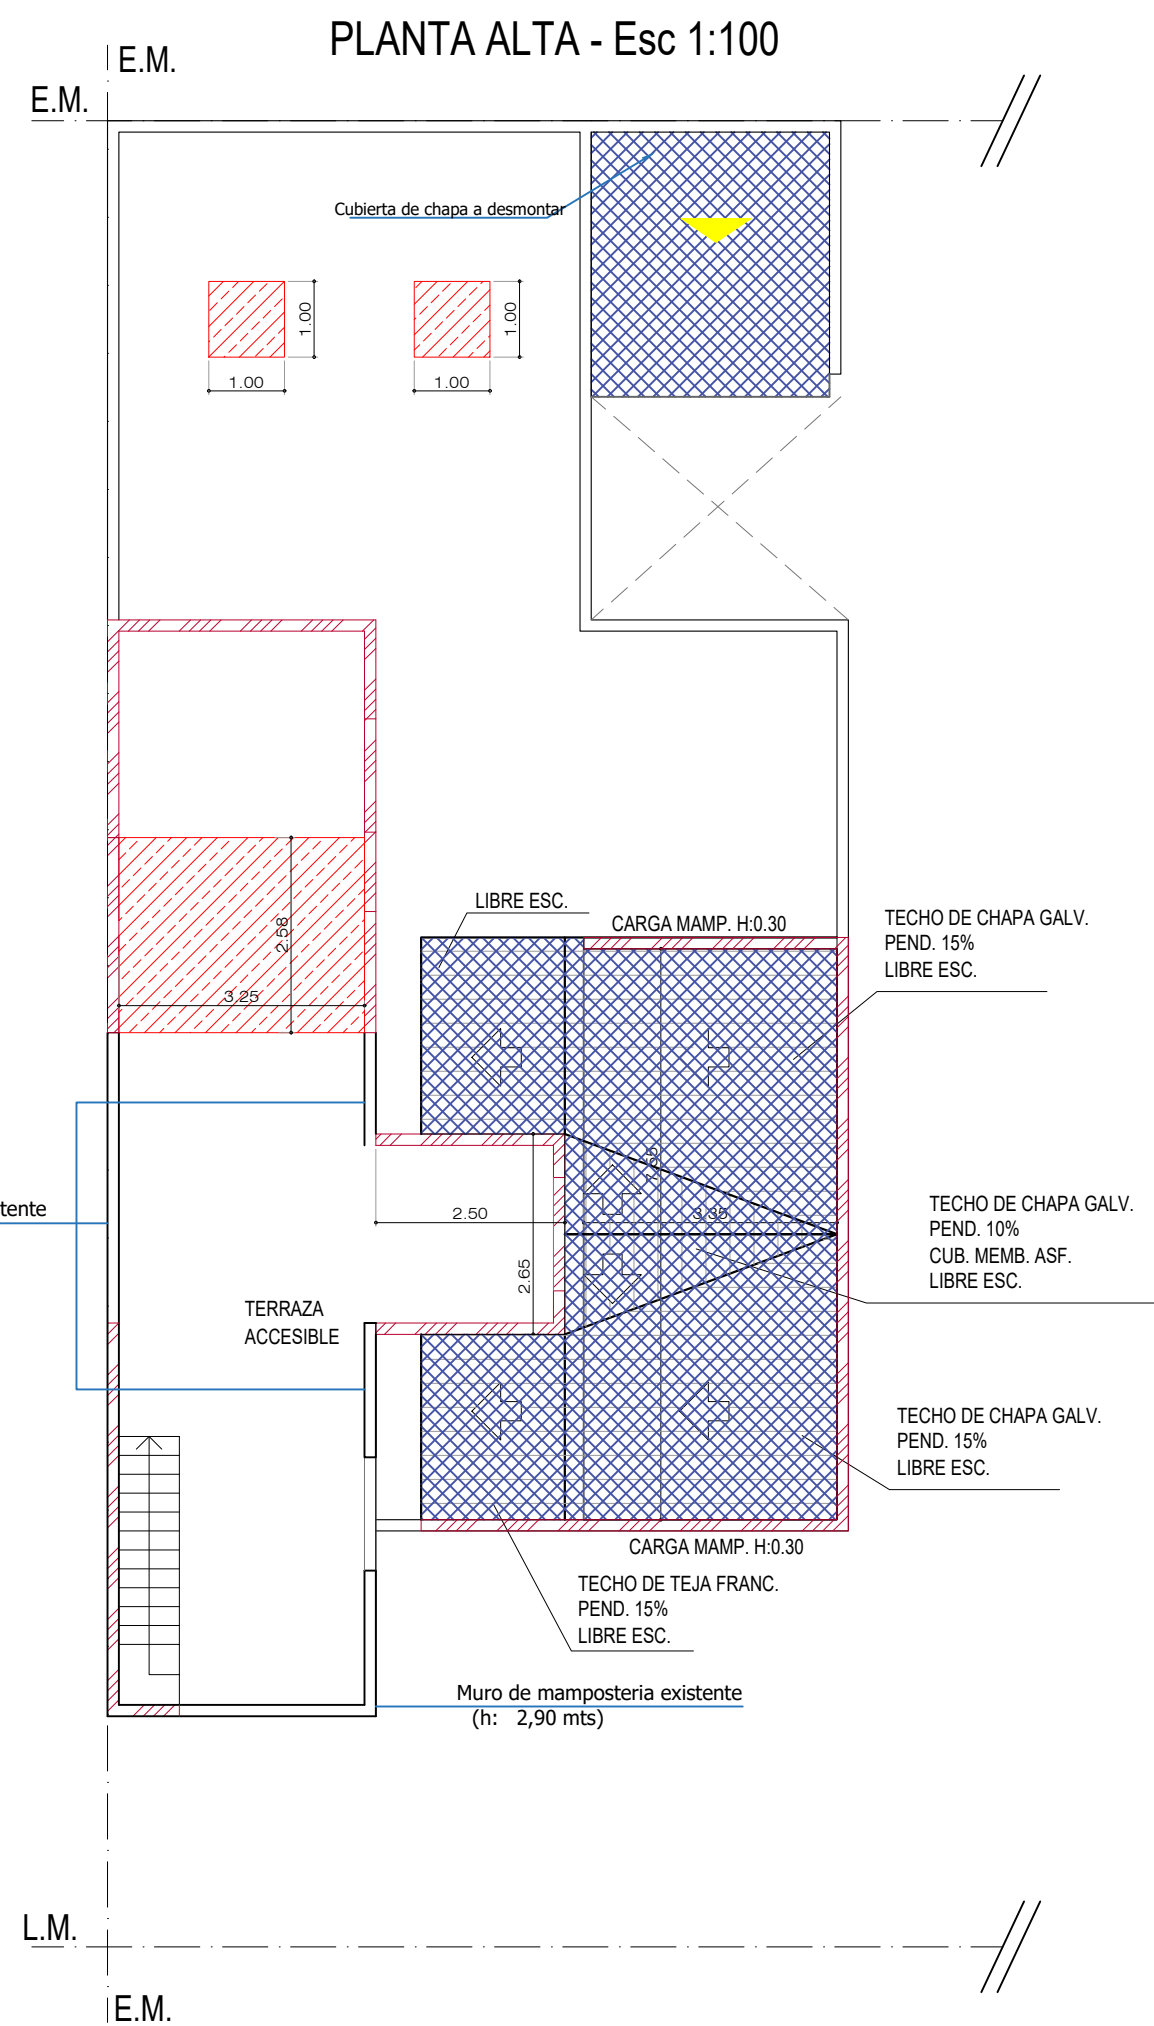 PLANTA ALTA - Esc 1:100
E.M.
E.M.
Cubierta de chapa a desmontar
1.00
1.00
1.00
1.00
2.58
3.25
LIBRE ESC.
CARGA MAMP. H:0.30
TECHO DE CHAPA GALV.
PEND. 15%
LIBRE ESC.
tente
2.50
2.65
3.35
TERRAZA
ACCESIBLE
TECHO DE CHAPA GALV.
PEND. 10%
CUB. MEMB. ASF.
LIBRE ESC.
TECHO DE CHAPA GALV.
PEND. 15%
LIBRE ESC.
CARGA MAMP. H:0.30
TECHO DE TEJA FRANC.
PEND. 15%
LIBRE ESC.
Muro de mamposteria existente
(h: 2,90 mts)
L.M.
E.M.